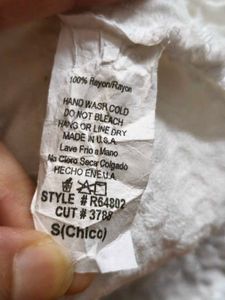 100% Rayon/Rayon
HAND WASH COLD
DO NOT BLEACH
HANG OR LINE DRY
MADE IN U.S.A
Lave Frio a Mano
No Cloro Secar Colgado
HECHO EN E.U.A.
STYLE # R64802
CUT # 3788
S(Chico)